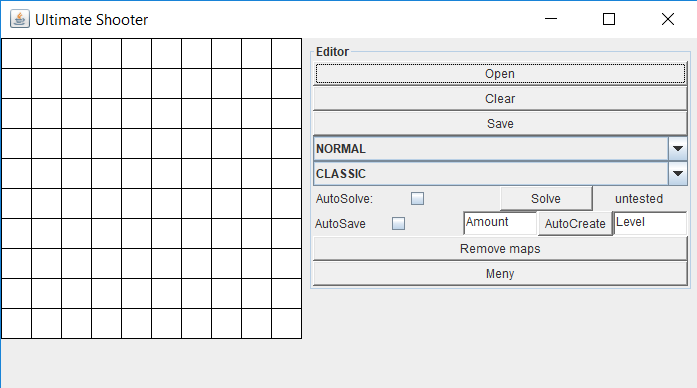 Ultimate Shooter
Editor
Open
Clear
Save
NORMAL
CLASSIC
AutoSolve: Solve untested
AutoSave Amount AutoCreate Level
Remove maps
Meny